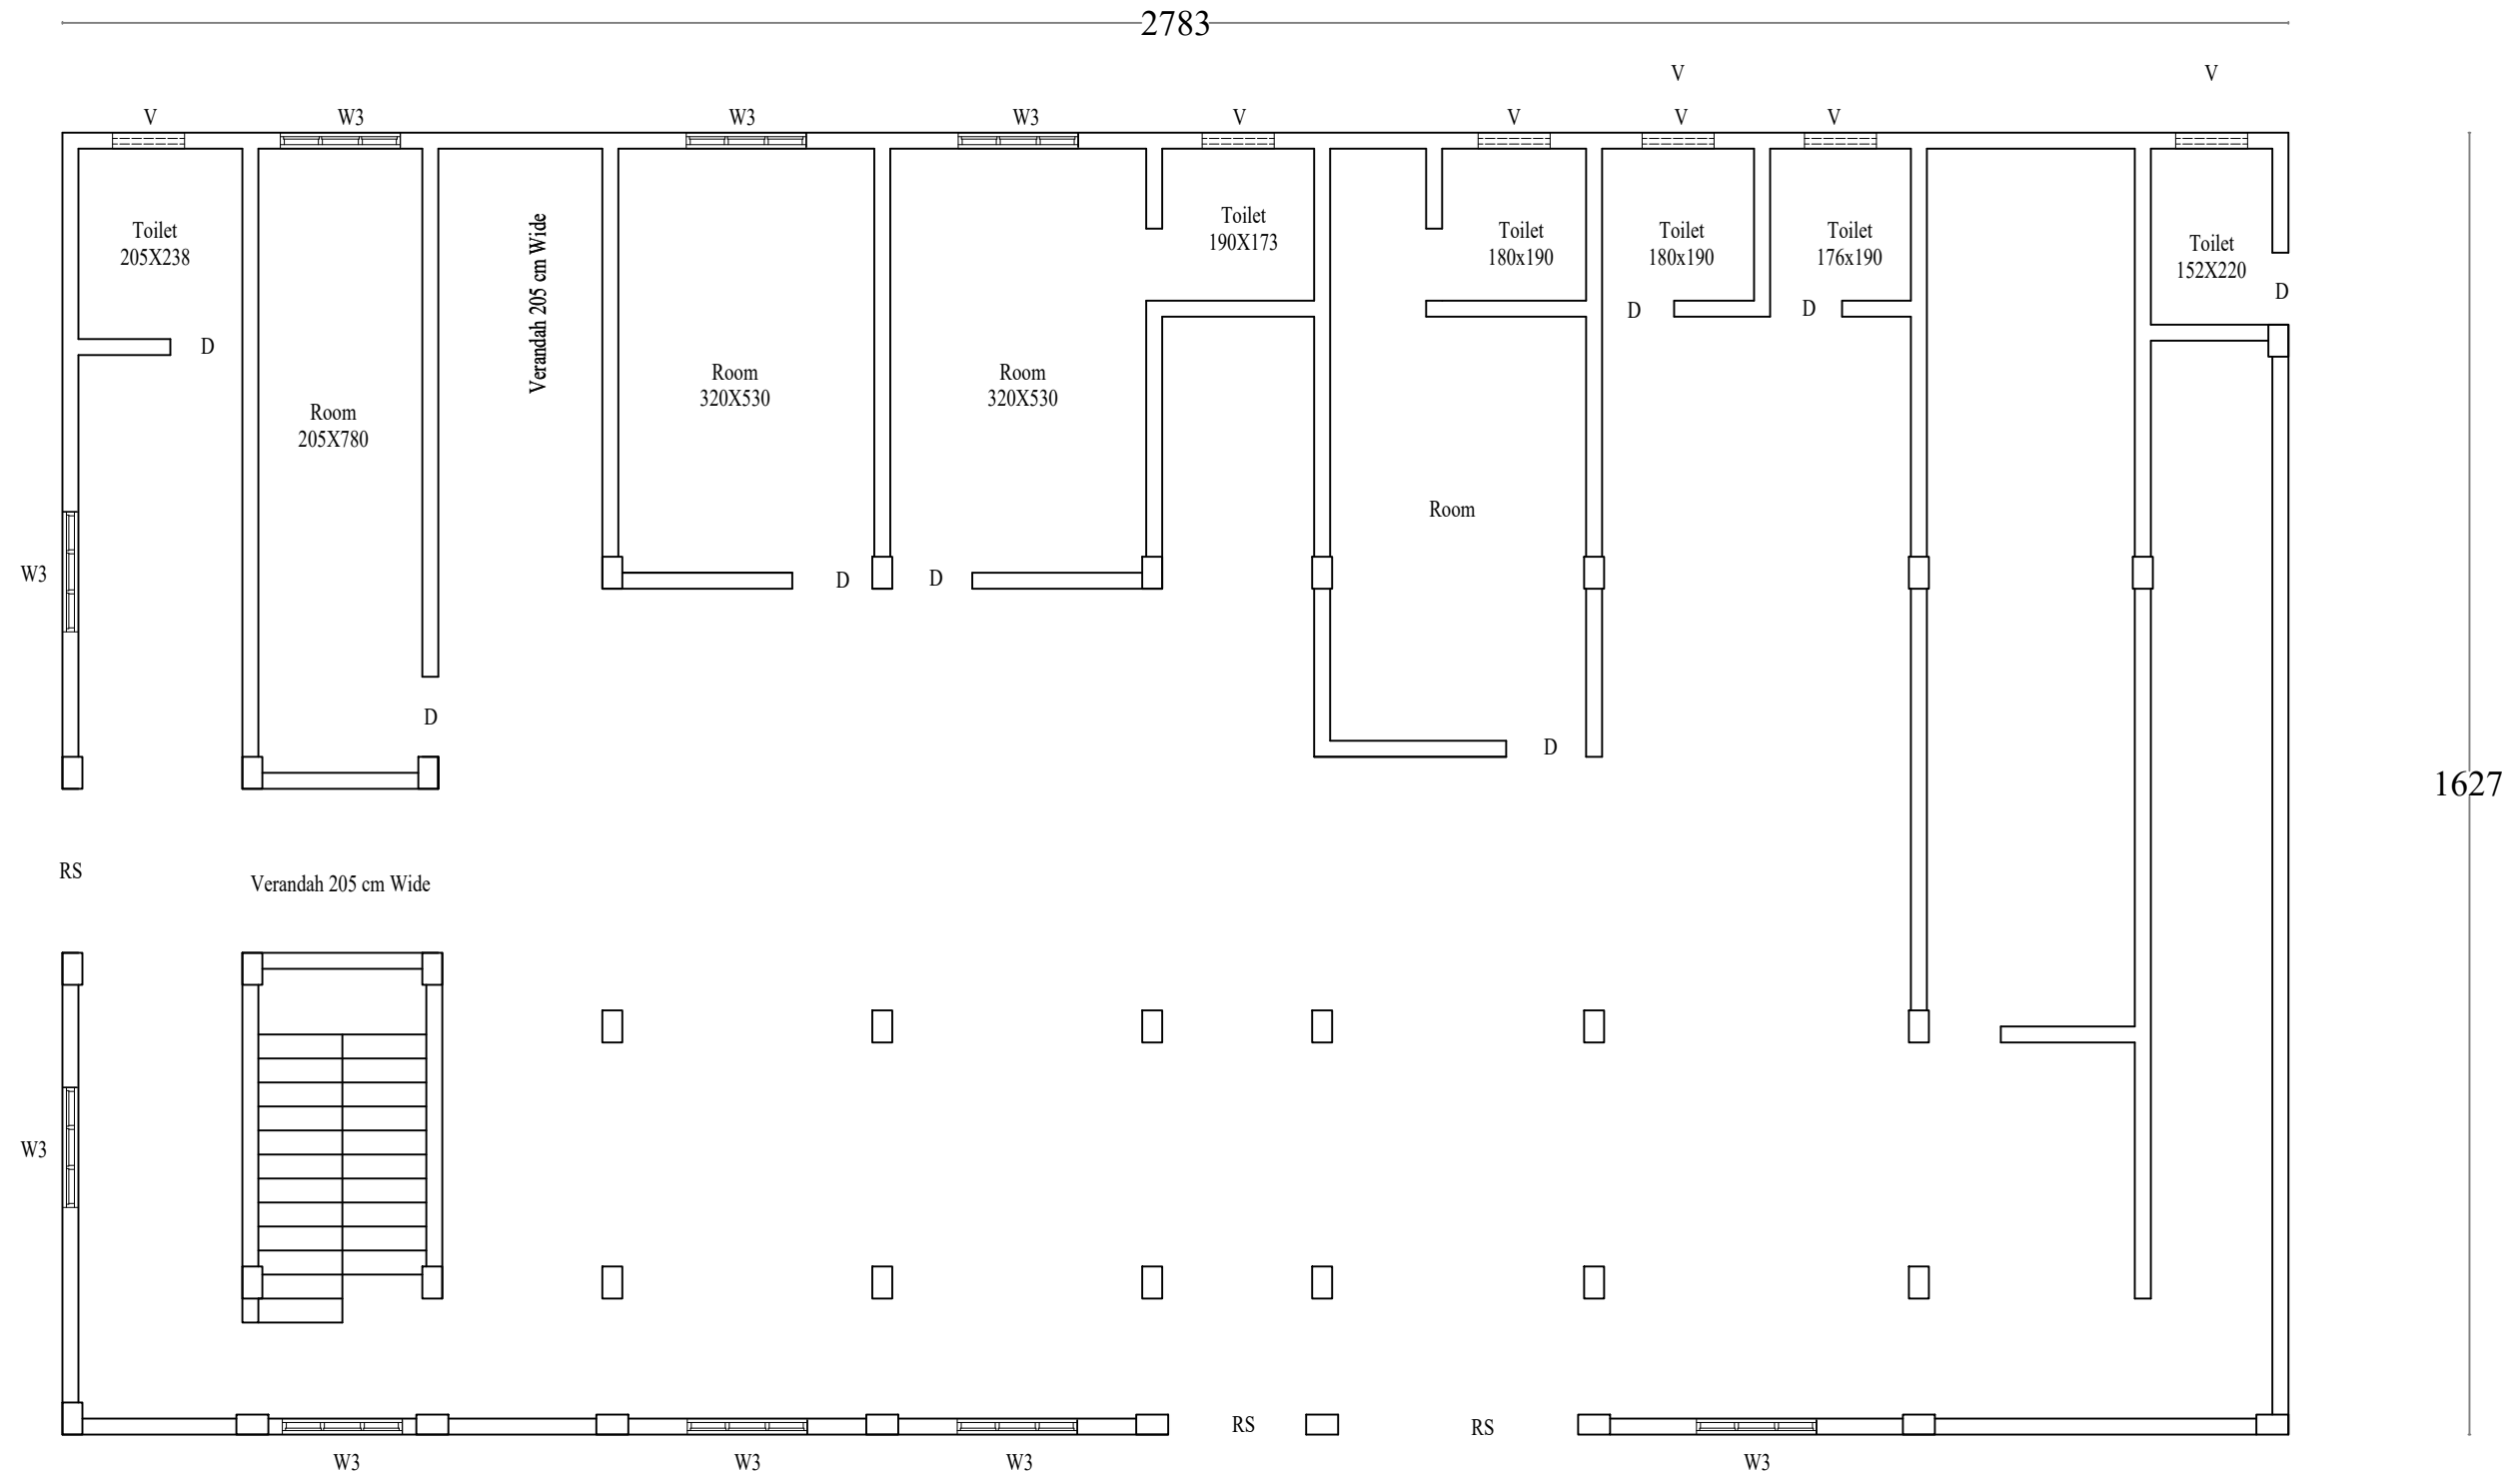 2783
V V
V W3 W3 W3 V V V V
Toilet
205X238
Verandah 205 cm Wide
Toilet
190X173
Toilet
180x190
Toilet
180x190
Toilet
176x190
Toilet
152X220
D
D D
D
Room
320X530
Room
320X530
Room
205X780
Room
W3
D D
D
D
1627
RS
Verandah 205 cm Wide
W3
RS RS
W3 W3 W3 W3